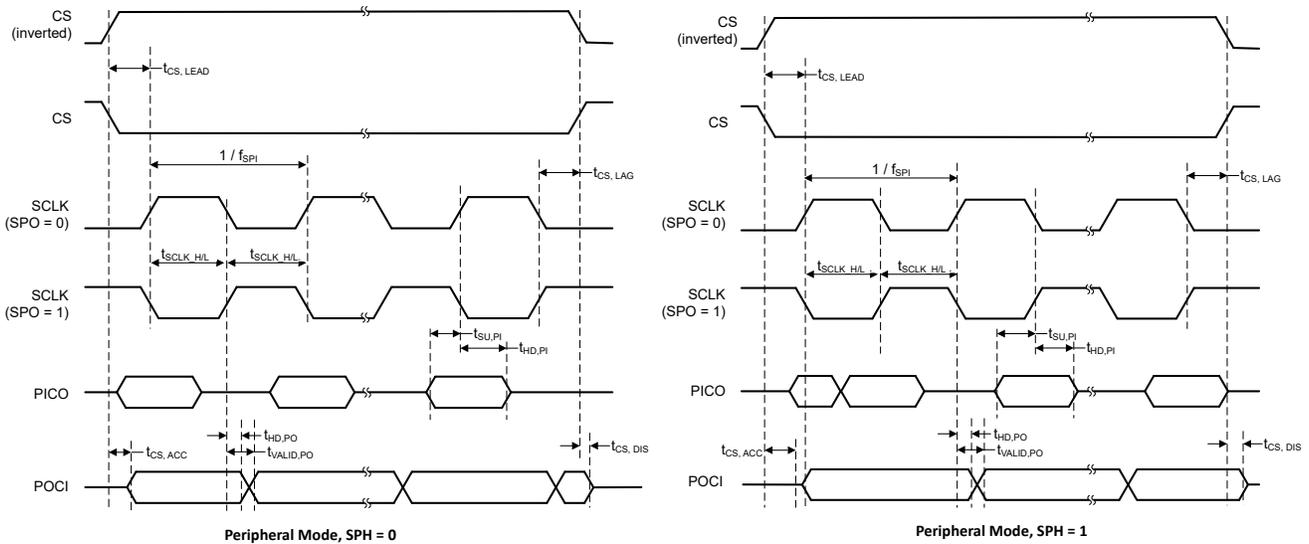 CS
(inverted)
tCS, LEAD
CS
1 / fSPI
tCS, LAG
SCLK
(SPO = 0)
tSCLK_H/L
tSCLK_H/L
SCLK
(SPO = 1)
tSU,PI
tHD,PI
PICO
tHD,PO
tVALID,PO
tCS, ACC
tCS, DIS
POCI
Peripheral Mode, SPH = 0
CS
(inverted)
tCS, LEAD
CS
1 / fSPI
tCS, LAG
SCLK
(SPO = 0)
tSCLK_H/L
tSCLK_H/L
SCLK
(SPO = 1)
tSU,PI
tHD,PI
PICO
tHD,PO
tVALID,PO
tCS, ACC
tCS, DIS
POCI
Peripheral Mode, SPH = 1